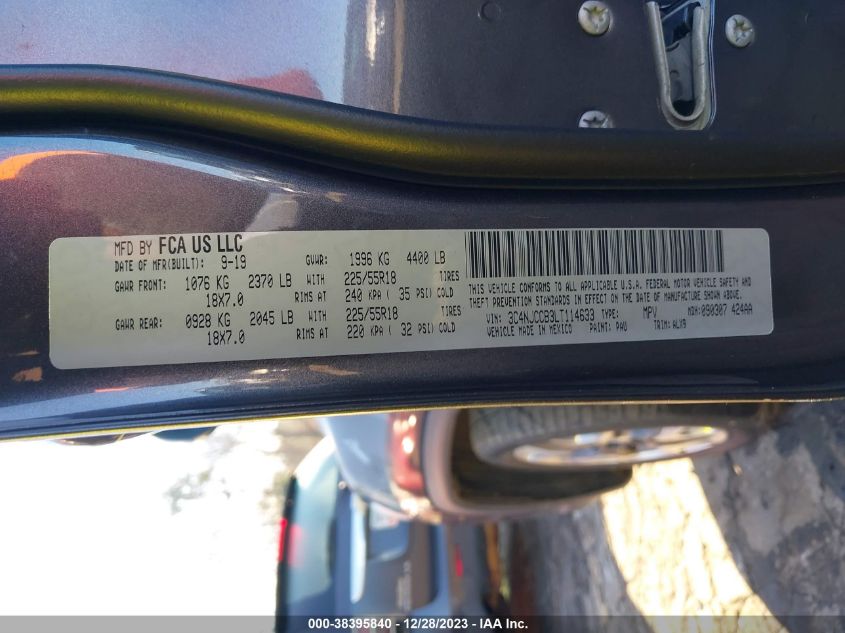 MFD BY FCA US LLC
DATE OF MFR(BUILT): 9-19 GVWR: 1996 KG 4400 LB
GAWR FRONT: 1076 KG 2370 LB WITH 225/55R18 TIRES
18X7.0 RIMS AT 240 KPA ( 35 PSI) COLD
GAWR REAR: 0928 KG 2045 LB WITH 225/55R18 TIRES
18X7.0 RIMS AT 220 KPA ( 32 PSI) COLD
THIS VEHICLE CONFORMS TO ALL APPLICABLE U.S.A. FEDERAL MOTOR VEHICLE SAFETY AND
THEFT PREVENTION STANDARDS IN EFFECT ON THE DATE OF MANUFACTURE SHOWN ABOVE.
VIN: 3C4NJCCB3LT114633 TYPE: MPV MDH:090307 424AA
VEHICLE MADE IN MEXICO PAINT: PAU TRIM: ALX9
000-38395840 - 12/28/2023 - IAA Inc.